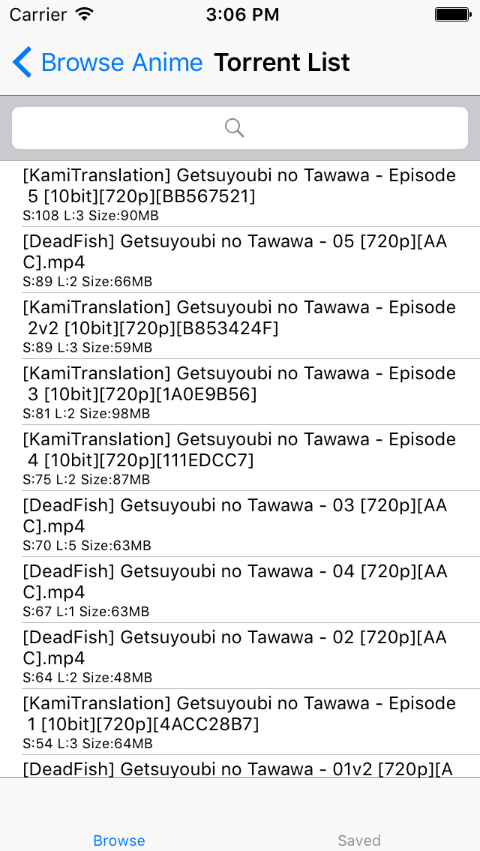 Carrier 3:06 PM
Browse Anime Torrent List
[KamiTranslation] Getsuyoubi no Tawawa - Episode
5 [10bit][720p][BB567521]
S:108 L:3 Size:90MB
[DeadFish] Getsuyoubi no Tawawa - 05 [720p][AA
C].mp4
S:89 L:2 Size:66MB
[KamiTranslation] Getsuyoubi no Tawawa - Episode
2v2 [10bit][720p][B853424F]
S:89 L:3 Size:59MB
[KamiTranslation] Getsuyoubi no Tawawa - Episode
3 [10bit][720p][1A0E9B56]
S:81 L:2 Size:98MB
[KamiTranslation] Getsuyoubi no Tawawa - Episode
4 [10bit][720p][111EDCC7]
S:75 L:2 Size:87MB
[DeadFish] Getsuyoubi no Tawawa - 03 [720p][AA
C].mp4
S:70 L:5 Size:63MB
[DeadFish] Getsuyoubi no Tawawa - 04 [720p][AA
C].mp4
S:67 L:1 Size:63MB
[DeadFish] Getsuyoubi no Tawawa - 02 [720p][AA
C].mp4
S:64 L:2 Size:48MB
[KamiTranslation] Getsuyoubi no Tawawa - Episode
1 [10bit][720p][4ACC28B7]
S:54 L:3 Size:64MB
[DeadFish] Getsuyoubi no Tawawa - 01v2 [720p][A
Browse Saved